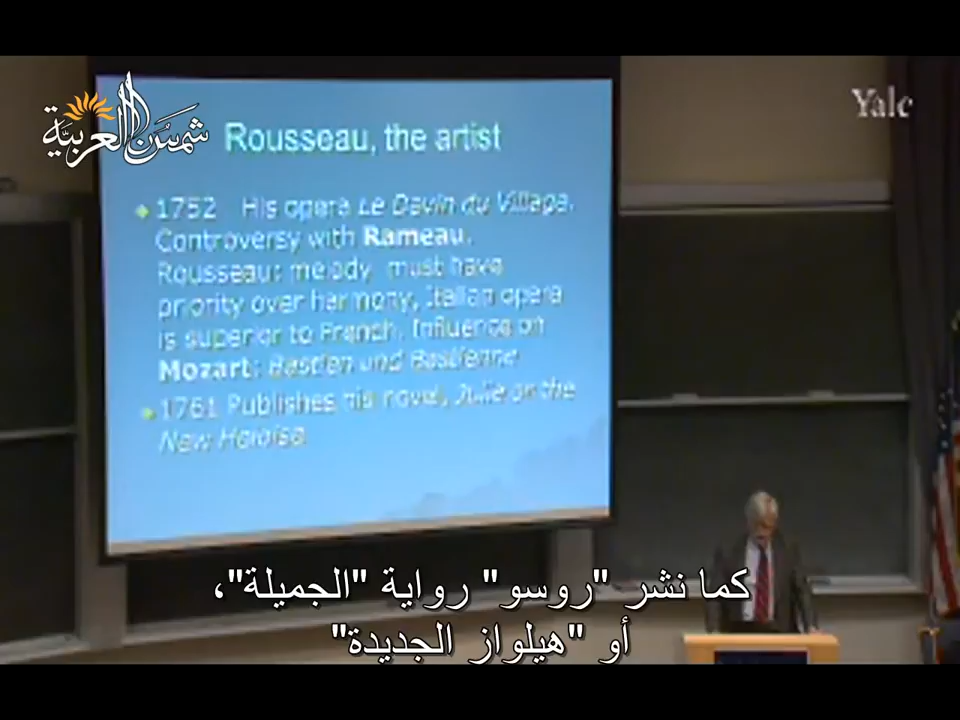 شمس العربية
Yale
Rousseau, the artist
1752 His opera Le Devin du Village.
Controversy with Rameau.
Rousseau: melody must have
priority over harmony, Italian opera
is superior to French. Influence on
Mozart: Bastien und Bastienne
1761 Publishes his novel, Julie or the
New Heloise
كما نشر "روسو" رواية "الجميلة"،
أو "هيلواز الجديدة"